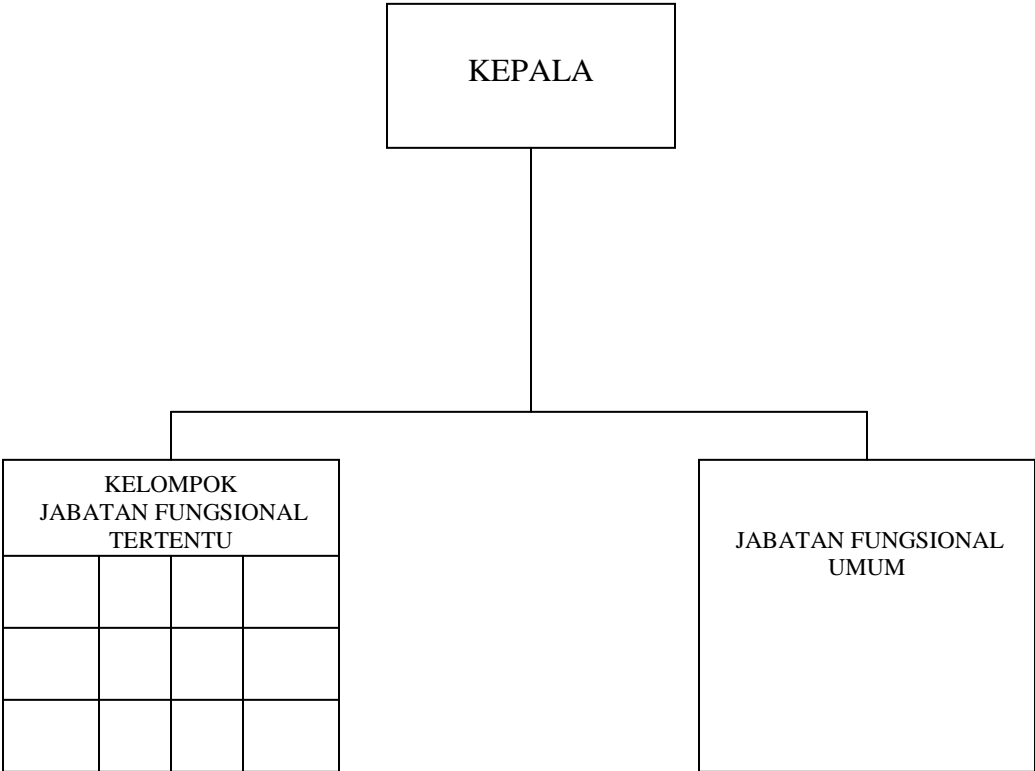 KEPALA
KELOMPOK
JABATAN FUNGSIONAL
TERTENTU
JABATAN FUNGSIONAL
UMUM